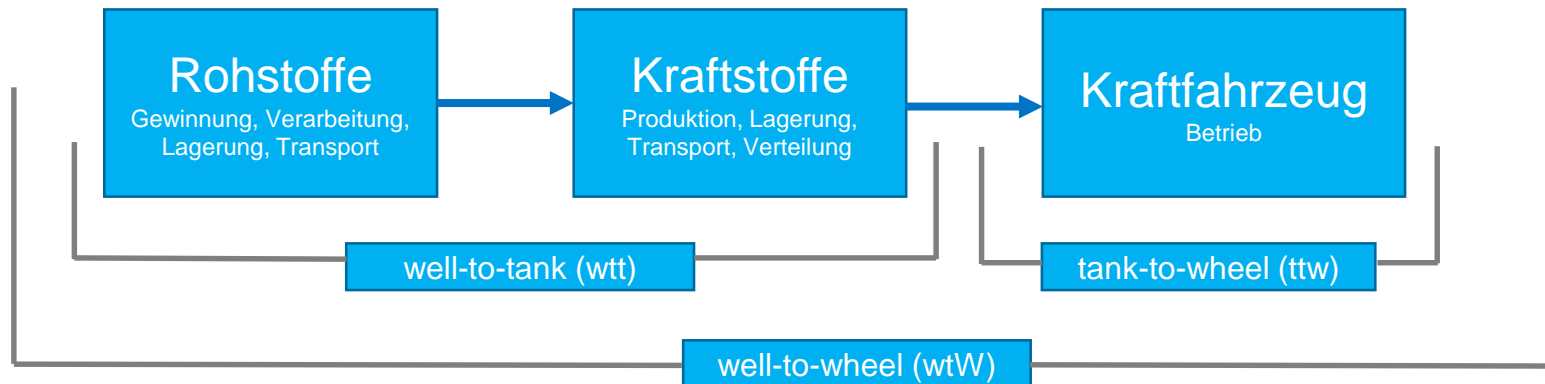 Rohstoffe
Gewinnung, Verarbeitung,
Lagerung, Transport
Kraftstoffe
Produktion, Lagerung,
Transport, Verteilung
Kraftfahrzeug
Betrieb
well-to-tank (wtt)
tank-to-wheel (ttw)
well-to-wheel (wtW)